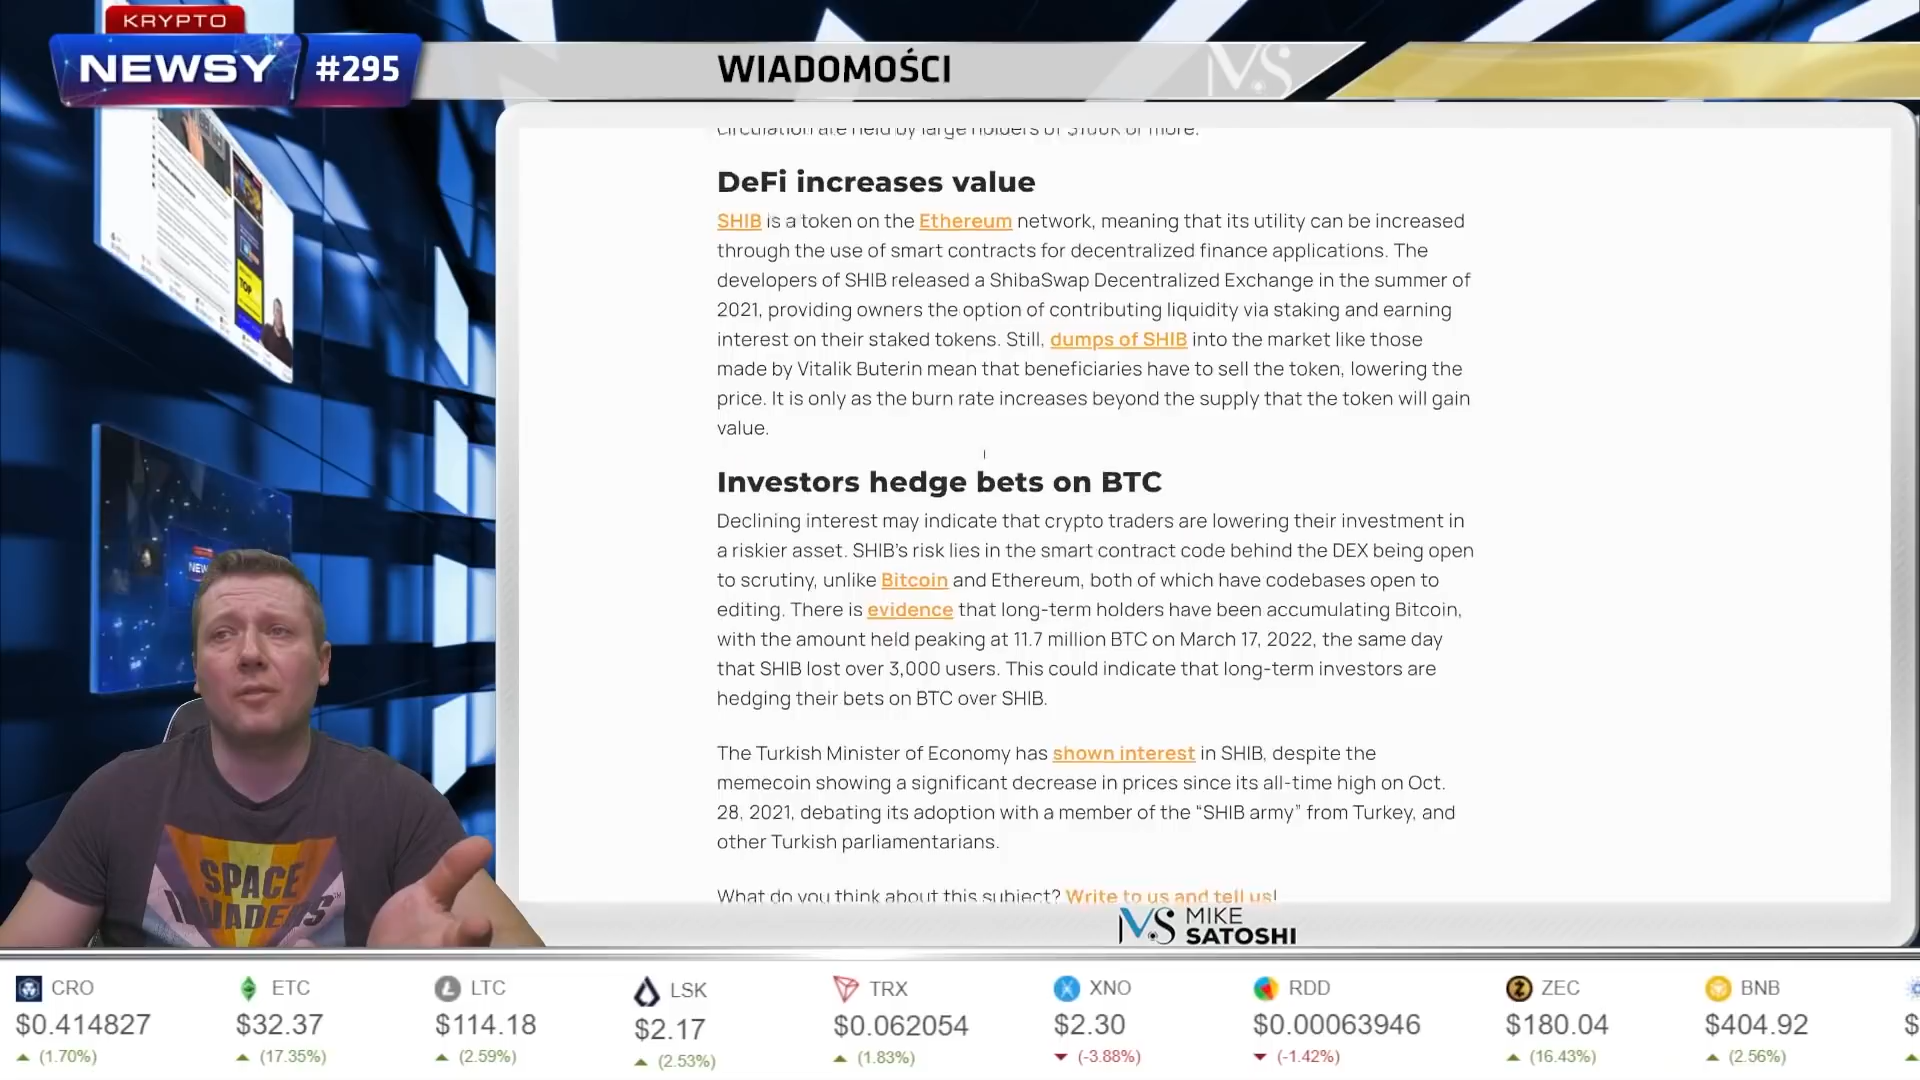 KRYPTO
NEWSY #295
WIADOMOŚCI
MS
circulation are held by large holders of $100K or more.
DeFi increases value
SHIB is a token on the Ethereum network, meaning that its utility can be increased
through the use of smart contracts for decentralized finance applications. The
developers of SHIB released a ShibaSwap Decentralized Exchange in the summer of
2021, providing owners the option of contributing liquidity via staking and earning
interest on their staked tokens. Still, dumps of SHIB into the market like those
made by Vitalik Buterin mean that beneficiaries have to sell the token, lowering the
price. It is only as the burn rate increases beyond the supply that the token will gain
value.
Investors hedge bets on BTC
Declining interest may indicate that crypto traders are lowering their investment in
a riskier asset. SHIB's risk lies in the smart contract code behind the DEX being open
to scrutiny, unlike Bitcoin and Ethereum, both of which have codebases open to
editing. There is evidence that long-term holders have been accumulating Bitcoin,
with the amount held peaking at 11.7 million BTC on March 17, 2022, the same day
that SHIB lost over 3,000 users. This could indicate that long-term investors are
hedging their bets on BTC over SHIB.
The Turkish Minister of Economy has shown interest in SHIB, despite the
memecoin showing a significant decrease in prices since its all-time high on Oct.
28, 2021, debating its adoption with a member of the “SHIB army” from Turkey, and
other Turkish parliamentarians.
What do you think about this subject? Write to us and tell us!
TOP
SPACE
INVADERS™
MS MIKE
SATOSHI
CRO ETC LTC LSK TRX XNO RDD ZEC BNB
$0.414827 $32.37 $114.18 $2.17 $0.062054 $2.30 $0.00063946 $180.04 $404.92 $
(1.70%) (17.35%) (2.59%) (2.53%) (1.83%) (-3.88%) (-1.42%) (16.43%) (2.56%)